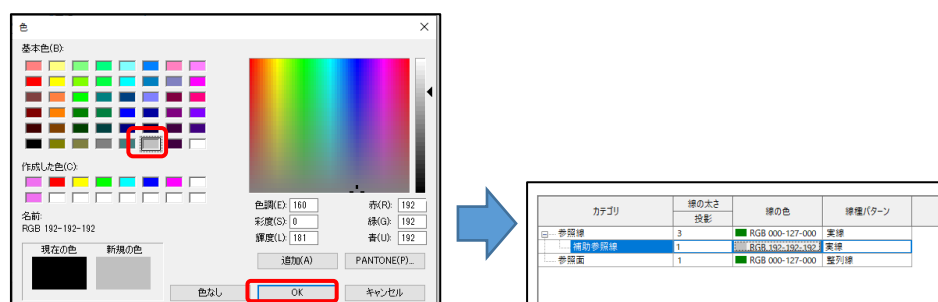 色
基本色(B):
作成した色(C):
名前:
RGB 192-192-192
現在の色 新規の色
色調(E): 160 赤(R): 192
彩度(S): 0 緑(G): 192
輝度(L): 181 青(U): 192
追加(A) PANTONE(P)...
色なし OK キャンセル
カテゴリ 線の太さ 線の色 線種パターン
投影
参照線 3 RGB 000-127-000 実線
補助参照線 1 RGB 192-192-192 実線
参照面 1 RGB 000-127-000 整列線